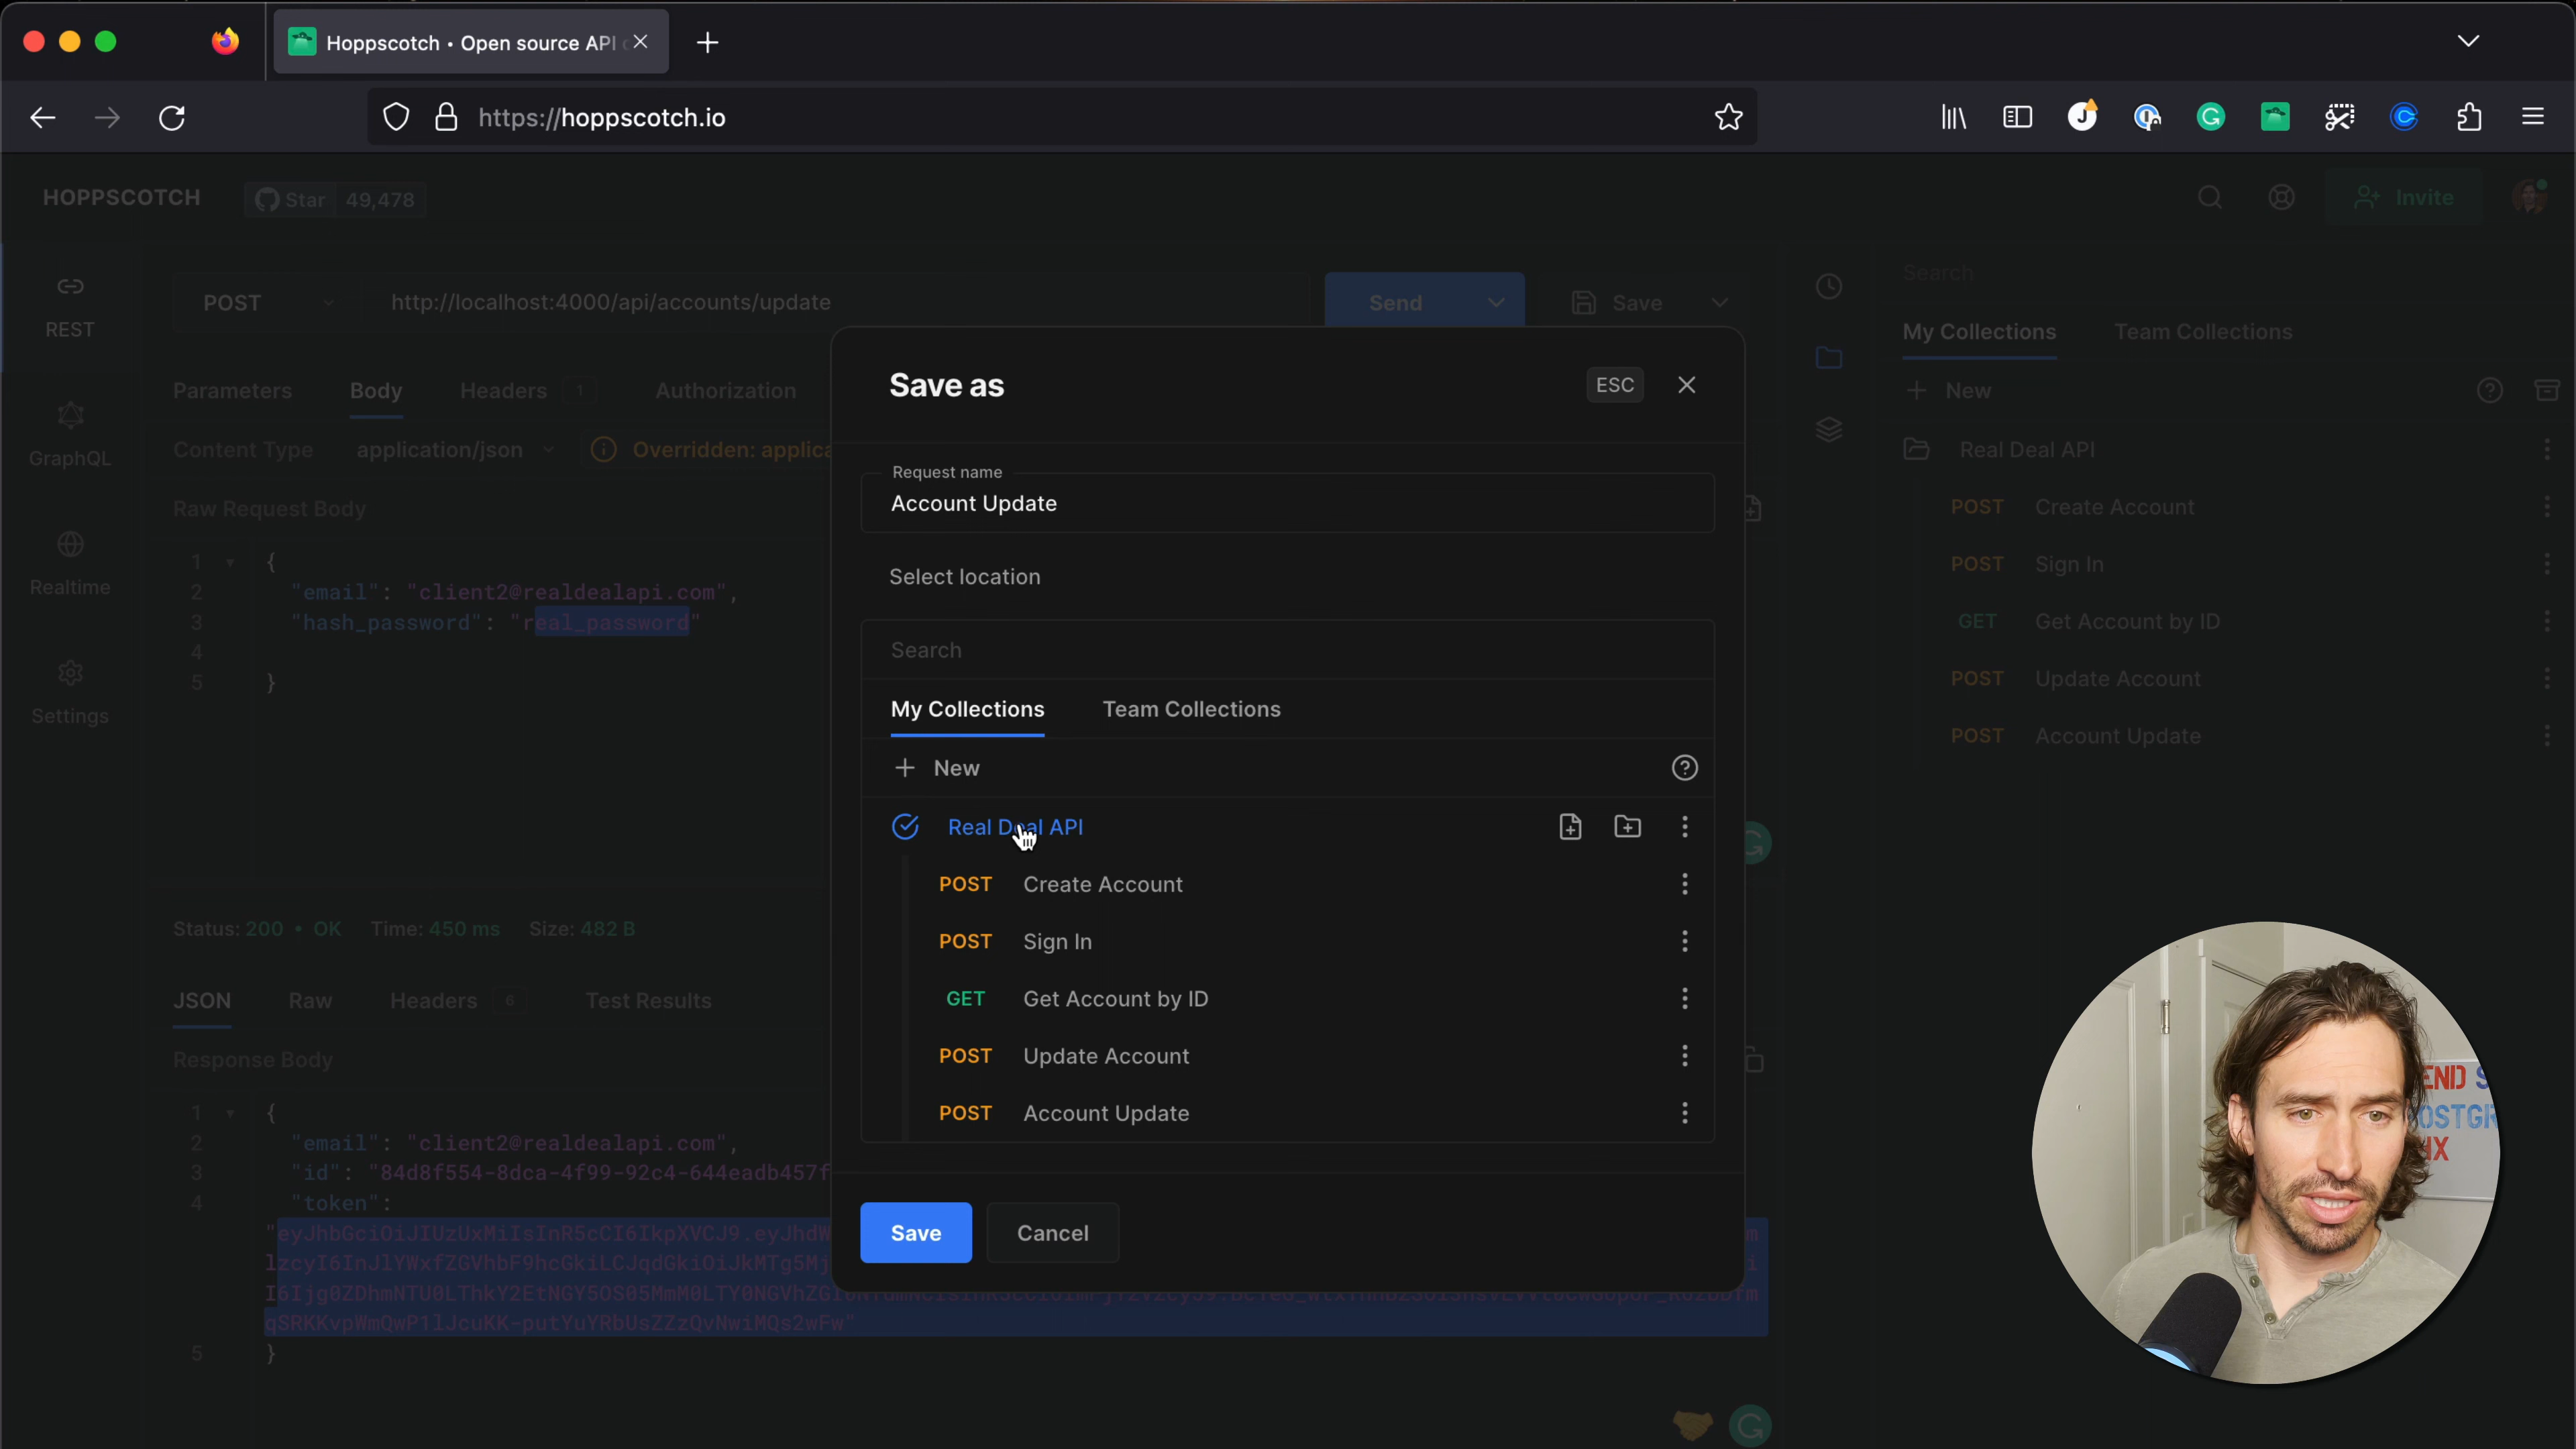 Hoppscotch • Open source API
https://hoppscotch.io
HOPPSCOTCH
Star 49,478
Invite
REST
GraphQL
Realtime
Settings
POST
http://localhost:4000/api/accounts/update
Send
Save
Parameters
Body
Headers 1
Authorization
Content Type
application/json
Overridden: applica
Raw Request Body
1 {
2 "email": "client2@realdealapi.com",
3 "hash_password": "real_password"
4
5 }
Status: 200 • OK Time: 450 ms Size: 482 B
JSON
Raw
Headers 6
Test Results
Response Body
1 {
2 "email": "client2@realdealapi.com",
3 "id": "84d8f554-8dca-4f99-92c4-644eadb457f
4 "token":
qSRKKvpWmQwP1lJcuKK-putYuYRbUsZZzQvNwiMQs2wFw"
5 }
Save as
ESC
Request name
Account Update
Select location
Search
My Collections
Team Collections
New
Real Deal API
POST Create Account
POST Sign In
GET Get Account by ID
POST Update Account
POST Account Update
Save
Cancel
Search
My Collections
Team Collections
New
Real Deal API
POST Create Account
POST Sign In
GET Get Account by ID
POST Update Account
POST Account Update
END S
OSTGR